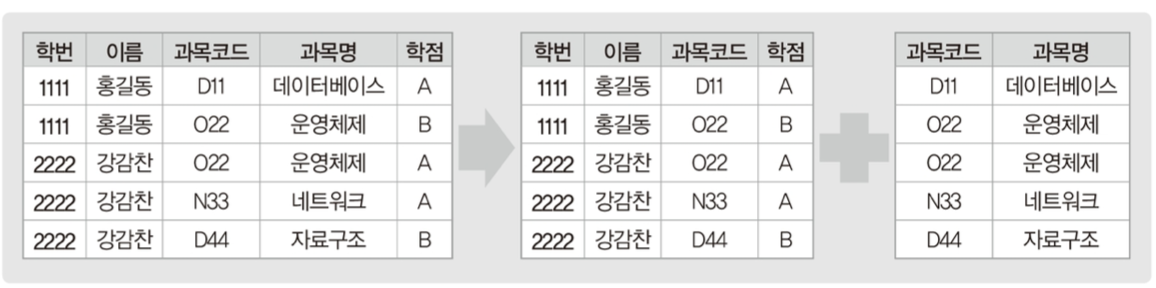 학번 이름 과목코드 과목명 학점
1111 홍길동 D11 데이터베이스 A
1111 홍길동 O22 운영체제 B
2222 강감찬 O22 운영체제 A
2222 강감찬 N33 네트워크 A
2222 강감찬 D44 자료구조 B
학번 이름 과목코드 학점
1111 홍길동 D11 A
1111 홍길동 O22 B
2222 강감찬 O22 A
2222 강감찬 N33 A
2222 강감찬 D44 B
과목코드 과목명
D11 데이터베이스
O22 운영체제
O22 운영체제
N33 네트워크
D44 자료구조